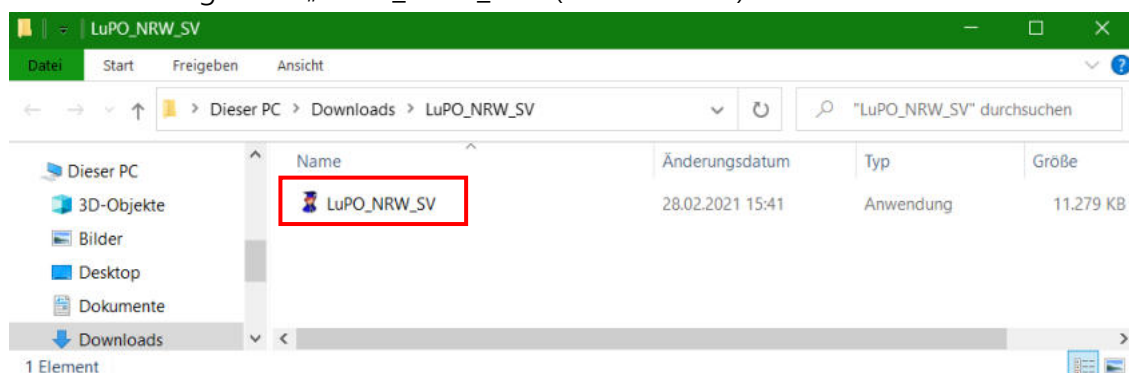 LuPO_NRW_SV
Datei Start Freigeben Ansicht
Dieser PC > Downloads > LuPO_NRW_SV "LuPO_NRW_SV" durchsuchen
Name Änderungsdatum Typ Größe
Dieser PC
3D-Objekte LuPO_NRW_SV 28.02.2021 15:41 Anwendung 11.279 KB
Bilder
Desktop
Dokumente
Downloads
1 Element